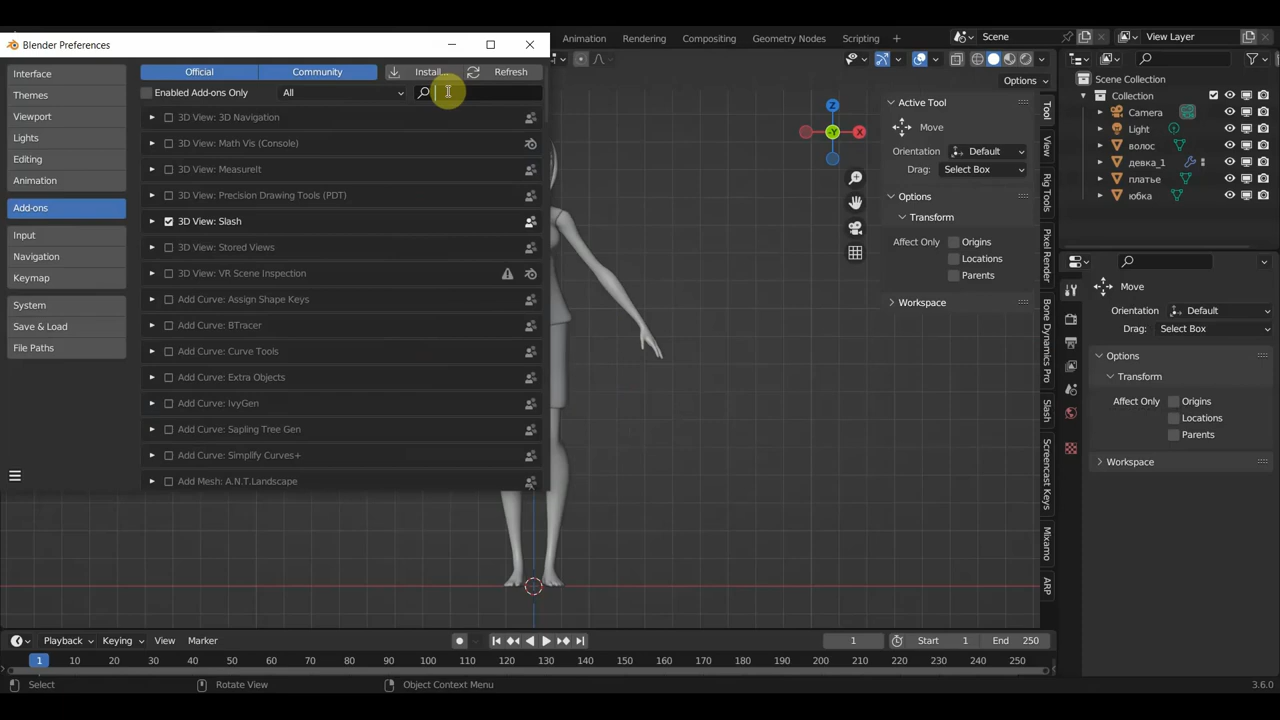 Blender Preferences
Animation
Rendering
Compositing
Geometry Nodes
Scripting
+
Scene
View Layer
Interface
Themes
Viewport
Lights
Editing
Animation
Add-ons
Input
Navigation
Keymap
System
Save & Load
File Paths
Official
Community
Install...
Refresh
Enabled Add-ons Only
All
3D View: 3D Navigation
3D View: Math Vis (Console)
3D View: MeasureIt
3D View: Precision Drawing Tools (PDT)
3D View: Slash
3D View: Stored Views
3D View: VR Scene Inspection
Add Curve: Assign Shape Keys
Add Curve: BTracer
Add Curve: Curve Tools
Add Curve: Extra Objects
Add Curve: IvyGen
Add Curve: Sapling Tree Gen
Add Curve: Simplify Curves+
Add Mesh: A.N.T.Landscape
Options
Z
-Y
X
Active Tool
Move
Orientation
Default
Drag:
Select Box
Options
Transform
Affect Only
Origins
Locations
Parents
Workspace
Tool
View
Rig Tools
Pixel Render
Bone Dynamics Pro
Slash
Screencast Keys
Mixamo
ARP
Scene Collection
Collection
Camera
Light
волос
девка_1
платье
юбка
Move
Orientation
Default
Drag:
Select Box
Options
Transform
Affect Only
Origins
Locations
Parents
Workspace
Playback
Keying
View
Marker
1
Start 1
End 250
1 10 20 30 40 50 60 70 80 90 100 110 120 130 140 150 160 170 180 190 200 210 220 230 240 250
Select
Rotate View
Object Context Menu
3.6.0